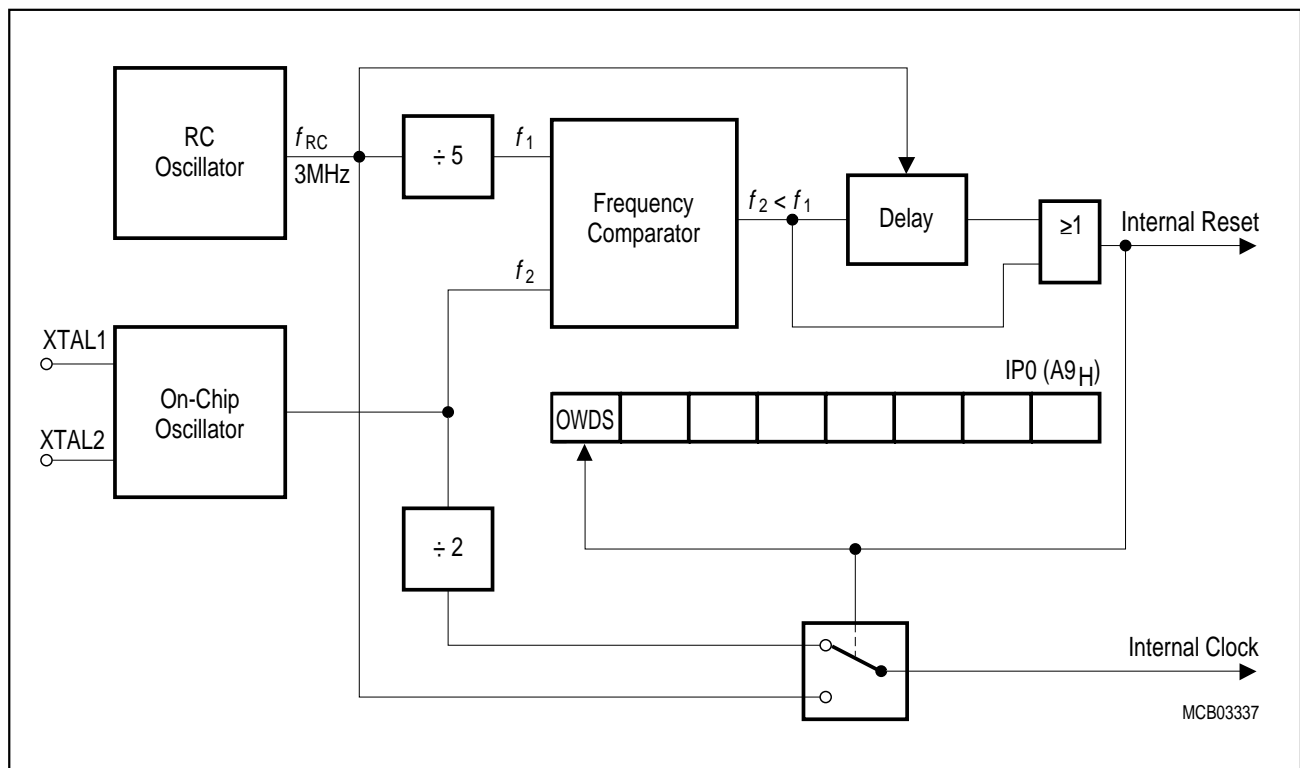 RC
Oscillator
fRC
3MHz
÷ 5
f1
Frequency
Comparator
f2 < f1
Delay
≥1
Internal Reset
f2
XTAL1
On-Chip
Oscillator
XTAL2
IP0 (A9H)
OWDS
÷ 2
Internal Clock
MCB03337